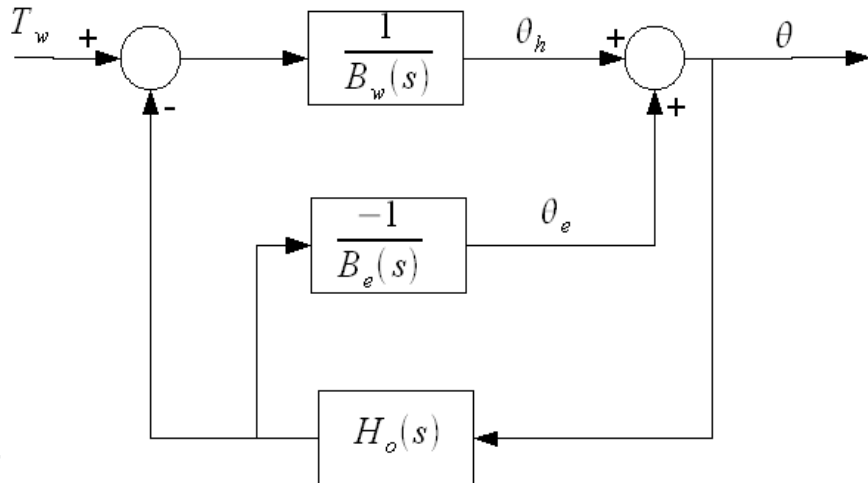 T_w + 1/B_w(s) θ_h + θ
- +
-1/B_e(s) θ_e
H_o(s)